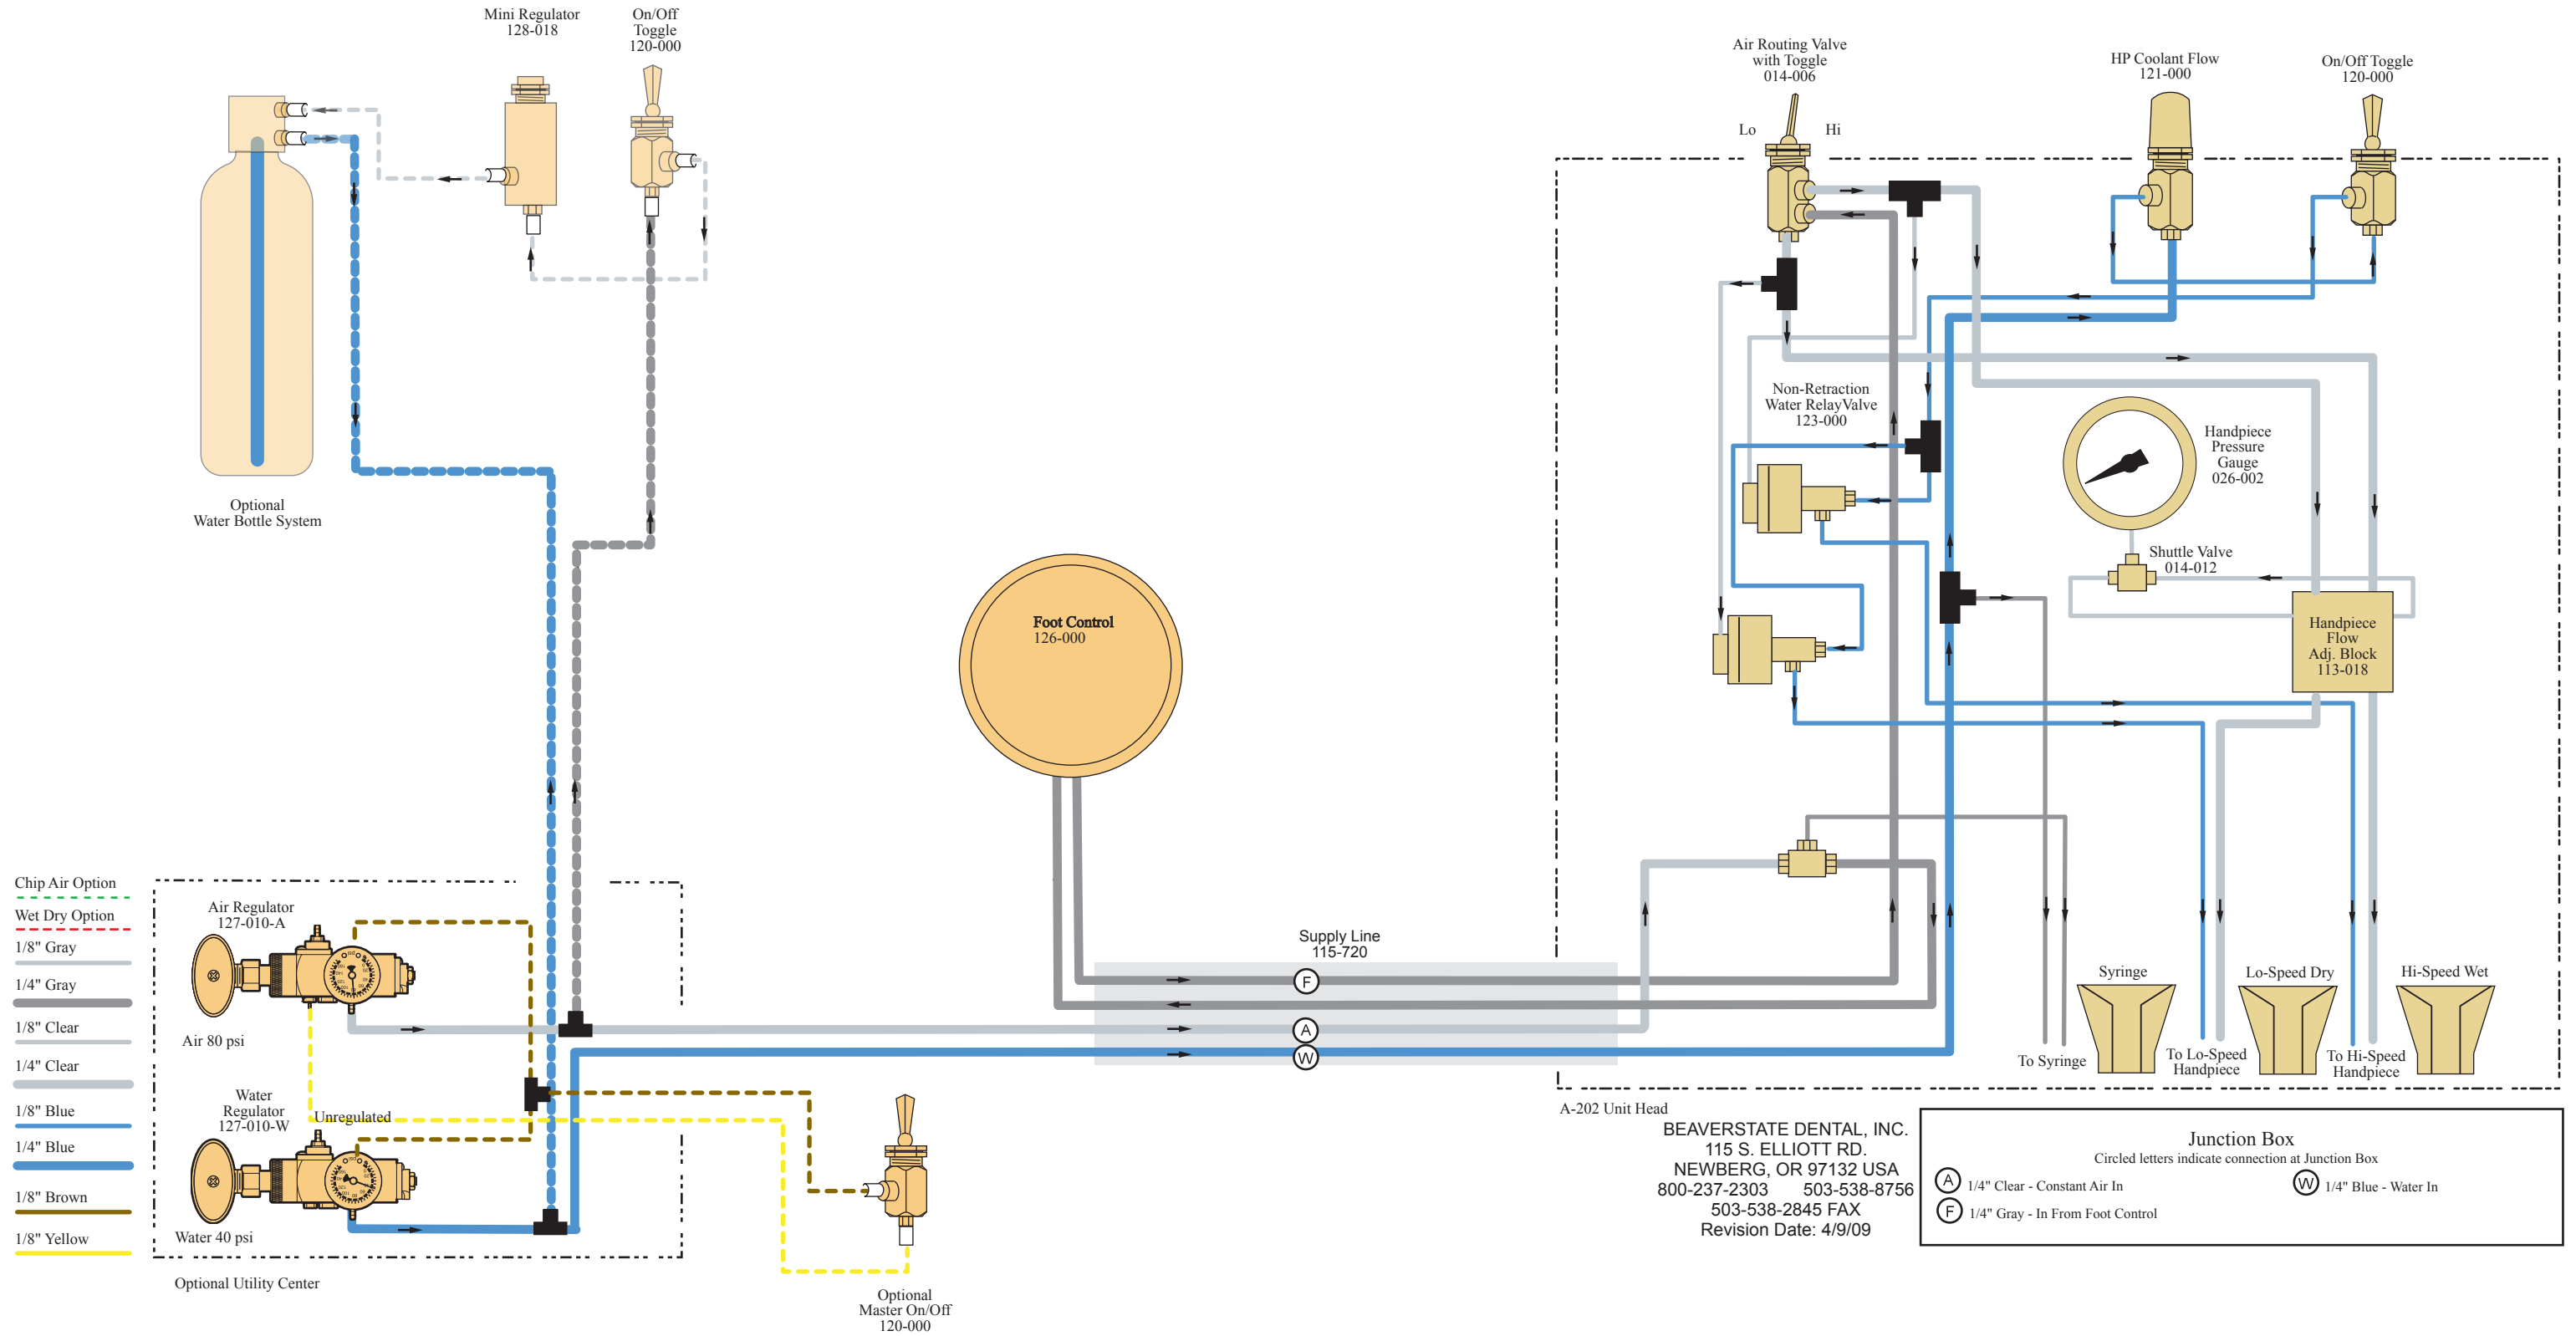 Mini Regulator
128-018
On/Off
Toggle
120-000
Air Routing Valve
with Toggle
014-006
Lo
Hi
HP Coolant Flow
121-000
On/Off Toggle
120-000
Optional
Water Bottle System
Non-Retraction
Water RelayValve
123-000
Handpiece
Pressure
Gauge
026-002
Shuttle Valve
014-012
Handpiece
Flow
Adj. Block
113-018
Foot Control
126-000
Chip Air Option
Wet Dry Option
1/8" Gray
1/4" Gray
1/8" Clear
1/4" Clear
1/8" Blue
1/4" Blue
1/8" Brown
1/8" Yellow
Air Regulator
127-010-A
Air 80 psi
Water
Regulator
127-010-W
Unregulated
Water 40 psi
Optional Utility Center
Optional
Master On/Off
120-000
Supply Line
115-720
F
A
W
Syringe
Lo-Speed Dry
Hi-Speed Wet
To Syringe
To Lo-Speed
Handpiece
To Hi-Speed
Handpiece
A-202 Unit Head
BEAVERSTATE DENTAL, INC.
115 S. ELLIOTT RD.
NEWBERG, OR 97132 USA
800-237-2303 503-538-8756
503-538-2845 FAX
Revision Date: 4/9/09
Junction Box
Circled letters indicate connection at Junction Box
A 1/4" Clear - Constant Air In
W 1/4" Blue - Water In
F 1/4" Gray - In From Foot Control